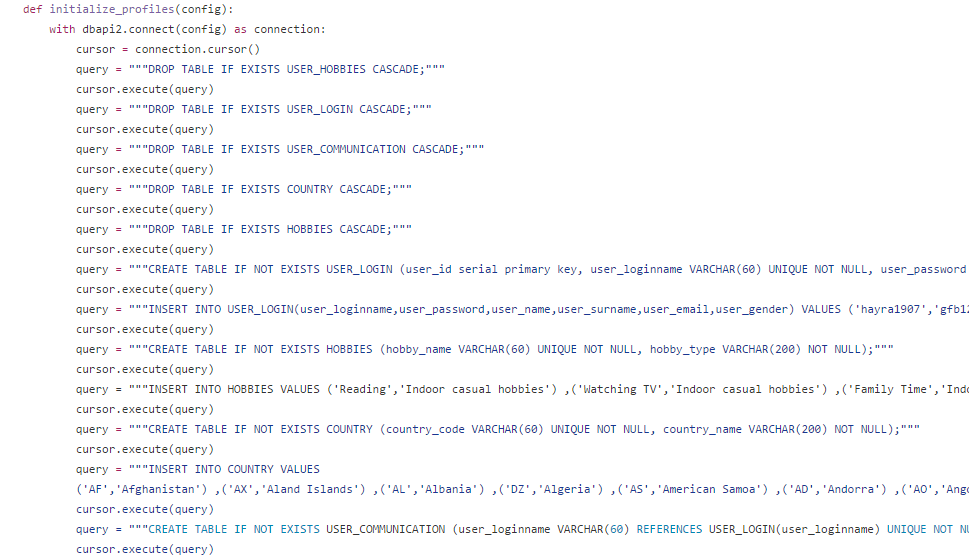 def initialize_profiles(config):
with dbapi2.connect(config) as connection:
cursor = connection.cursor()
query = """DROP TABLE IF EXISTS USER_HOBBIES CASCADE;"""
cursor.execute(query)
query = """DROP TABLE IF EXISTS USER_LOGIN CASCADE;"""
cursor.execute(query)
query = """DROP TABLE IF EXISTS USER_COMMUNICATION CASCADE;"""
cursor.execute(query)
query = """DROP TABLE IF EXISTS COUNTRY CASCADE;"""
cursor.execute(query)
query = """DROP TABLE IF EXISTS HOBBIES CASCADE;"""
cursor.execute(query)
query = """CREATE TABLE IF NOT EXISTS USER_LOGIN (user_id serial primary key, user_loginname VARCHAR(60) UNIQUE NOT NULL, user_password
cursor.execute(query)
query = """INSERT INTO USER_LOGIN(user_loginname,user_password,user_name,user_surname,user_email,user_gender) VALUES ('hayra1907','gfb12
cursor.execute(query)
query = """CREATE TABLE IF NOT EXISTS HOBBIES (hobby_name VARCHAR(60) UNIQUE NOT NULL, hobby_type VARCHAR(200) NOT NULL);"""
cursor.execute(query)
query = """INSERT INTO HOBBIES VALUES ('Reading','Indoor casual hobbies') ,('Watching TV','Indoor casual hobbies') ,('Family Time','Indo
cursor.execute(query)
query = """CREATE TABLE IF NOT EXISTS COUNTRY (country_code VARCHAR(60) UNIQUE NOT NULL, country_name VARCHAR(200) NOT NULL);"""
cursor.execute(query)
query = """INSERT INTO COUNTRY VALUES
('AF','Afghanistan') ,('AX','Aland Islands') ,('AL','Albania') ,('DZ','Algeria') ,('AS','American Samoa') ,('AD','Andorra') ,('AO','Ango
cursor.execute(query)
query = """CREATE TABLE IF NOT EXISTS USER_COMMUNICATION (user_loginname VARCHAR(60) REFERENCES USER_LOGIN(user_loginname) UNIQUE NOT NU
cursor.execute(query)